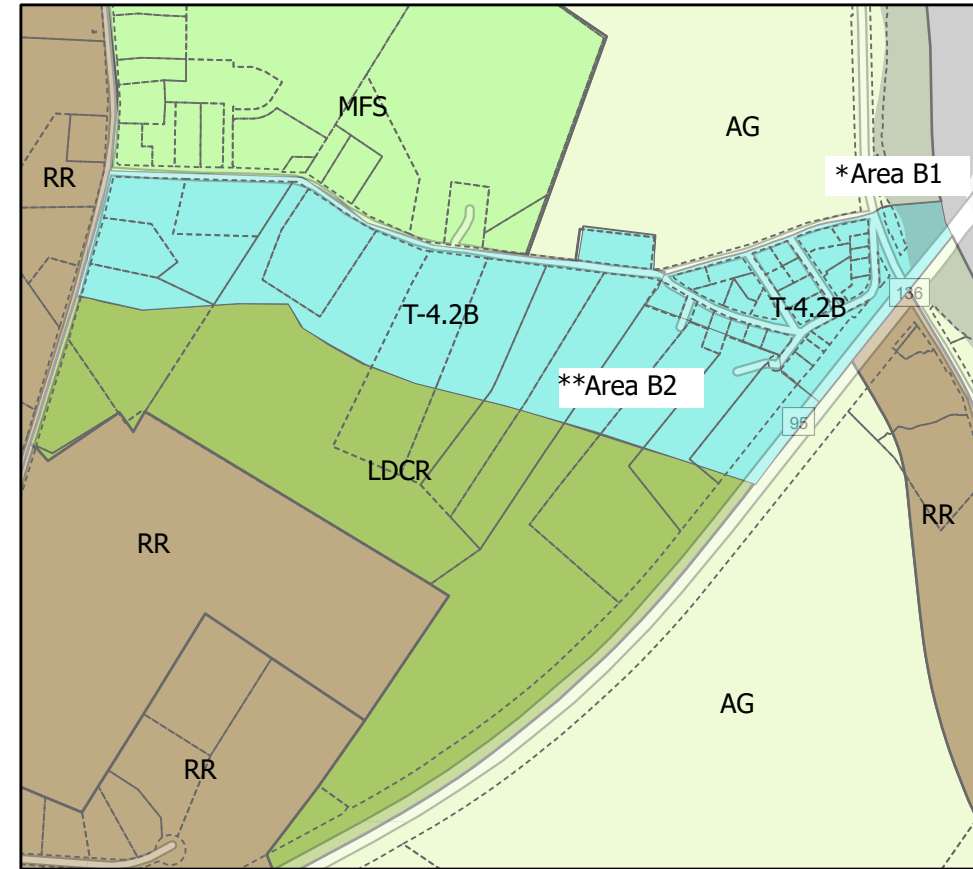 MFS
AG
*Area B1
RR
136
T-4.2B
T-4.2B
**Area B2
95
LDCR
RR
RR
AG
RR